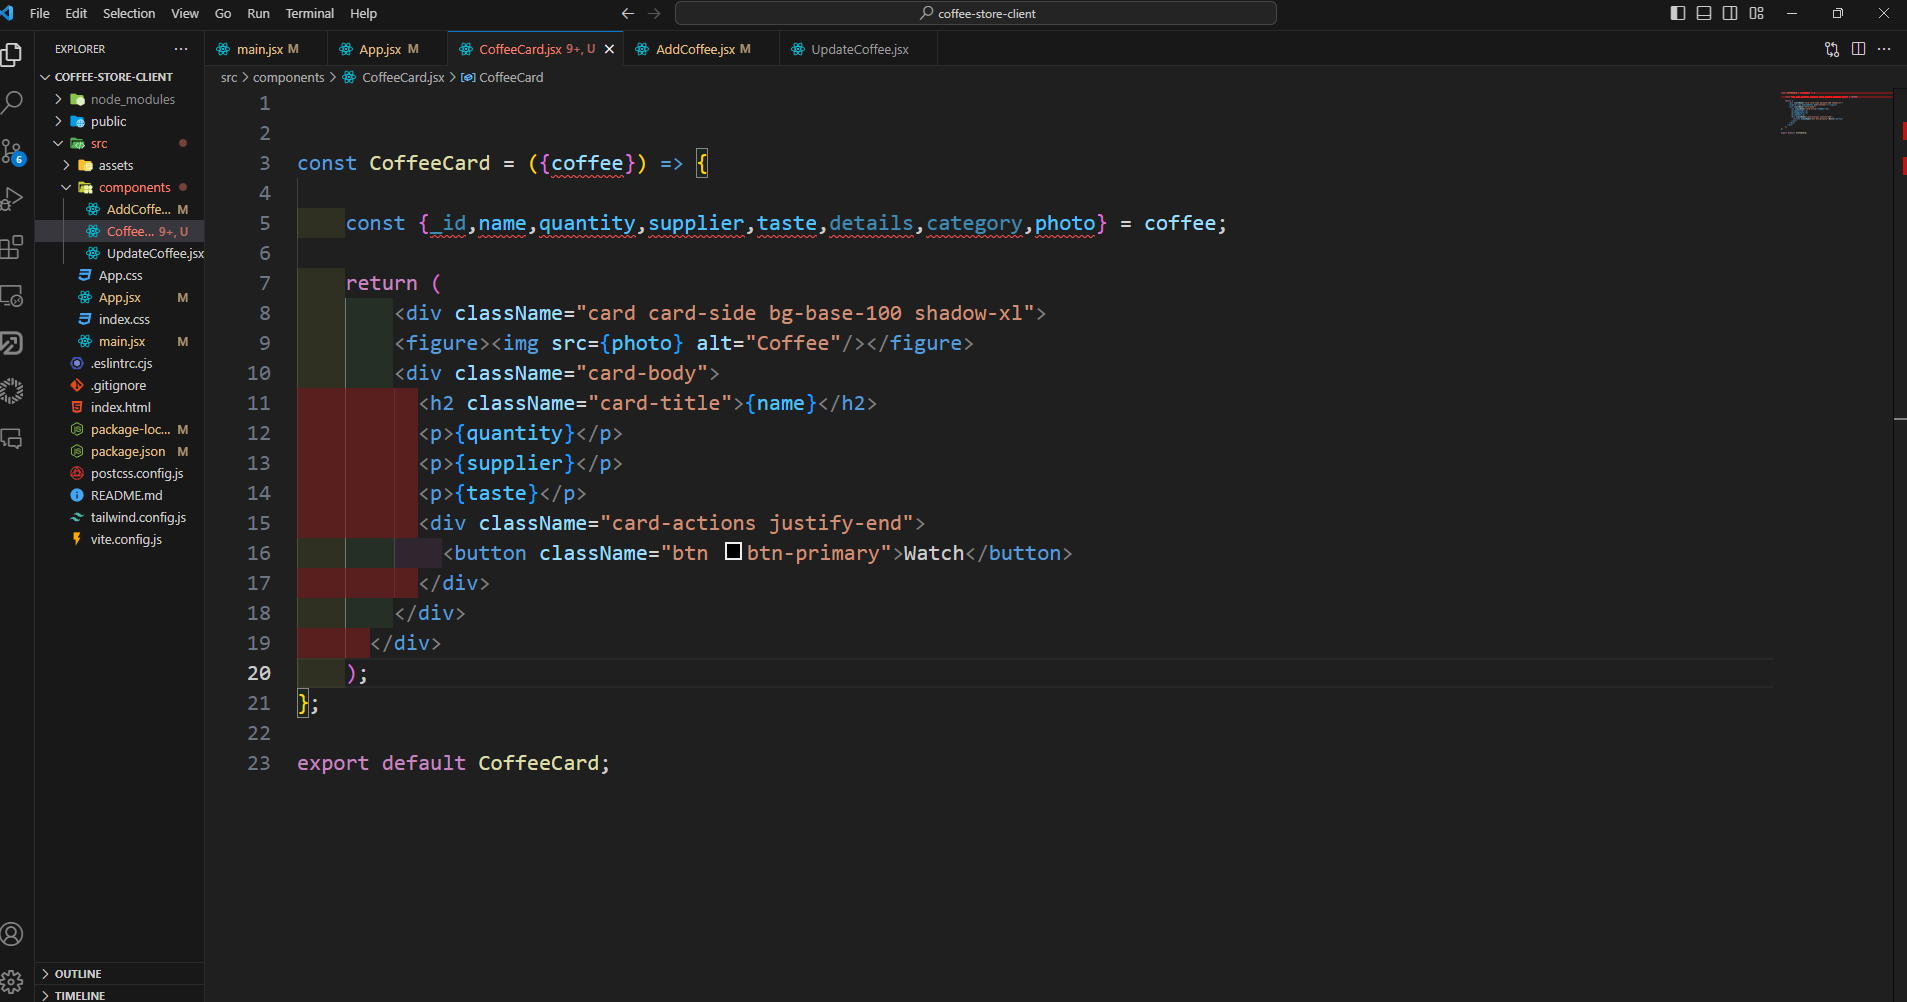 File Edit Selection View Go Run Terminal Help
coffee-store-client
EXPLORER
COFFEE-STORE-CLIENT
node_modules
public
src
assets
components
AddCoffe... M
Coffee... 9+, U
UpdateCoffee.jsx
App.css
App.jsx M
index.css
main.jsx M
.eslintrc.cjs
.gitignore
index.html
package-loc... M
package.json M
postcss.config.js
README.md
tailwind.config.js
vite.config.js
OUTLINE
TIMELINE
6
main.jsx M App.jsx M CoffeeCard.jsx 9+, U AddCoffee.jsx M UpdateCoffee.jsx
src > components > CoffeeCard.jsx > CoffeeCard
1
2
3 const CoffeeCard = ({coffee}) => {
4
5 const {_id,name,quantity,supplier,taste,details,category,photo} = coffee;
6
7 return (
8 <div className="card card-side bg-base-100 shadow-xl">
9 <figure><img src={photo} alt="Coffee"/></figure>
10 <div className="card-body">
11 <h2 className="card-title">{name}</h2>
12 <p>{quantity}</p>
13 <p>{supplier}</p>
14 <p>{taste}</p>
15 <div className="card-actions justify-end">
16 <button className="btn btn-primary">Watch</button>
17 </div>
18 </div>
19 </div>
20 );
21 };
22
23 export default CoffeeCard;